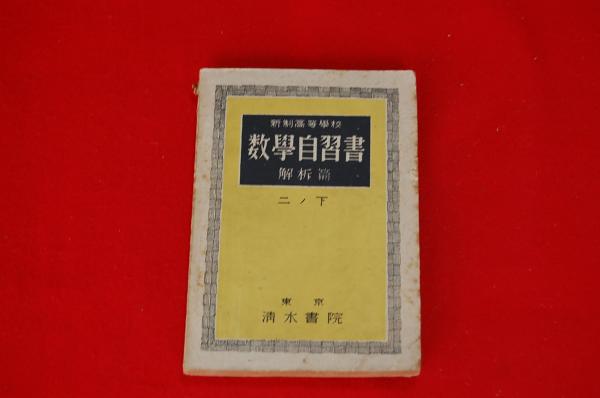 新制高等學校
数學自習書
解析篇
二ノ下
東京
清水書院